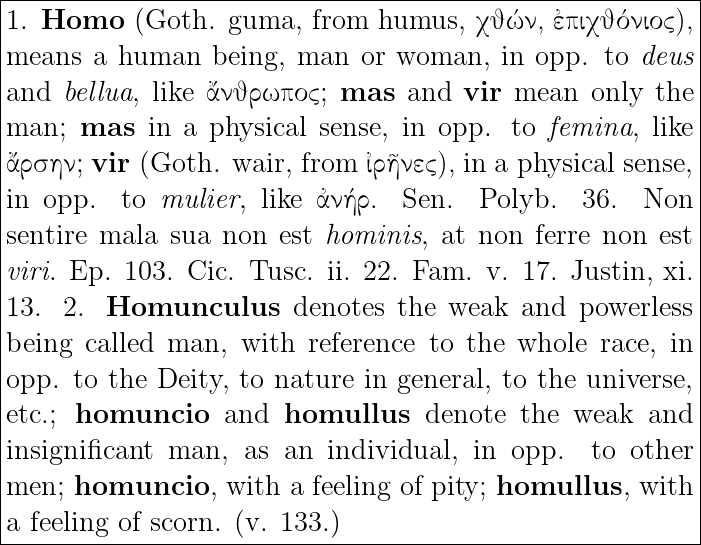 1. Homo (Goth. guma, from humus, χθών, ἐπιχθόνιος),
means a human being, man or woman, in opp. to deus
and bellua, like ἄνθρωπος; mas and vir mean only the
man; mas in a physical sense, in opp. to femina, like
ἄρσην; vir (Goth. wair, from ἰρῆνες), in a physical sense,
in opp. to mulier, like ἀνήρ. Sen. Polyb. 36. Non
sentire mala sua non est hominis, at non ferre non est
viri. Ep. 103. Cic. Tusc. ii. 22. Fam. v. 17. Justin, xi.
13. 2. Homunculus denotes the weak and powerless
being called man, with reference to the whole race, in
opp. to the Deity, to nature in general, to the universe,
etc.; homuncio and homullus denote the weak and
insignificant man, as an individual, in opp. to other
men; homuncio, with a feeling of pity; homullus, with
a feeling of scorn. (v. 133.)